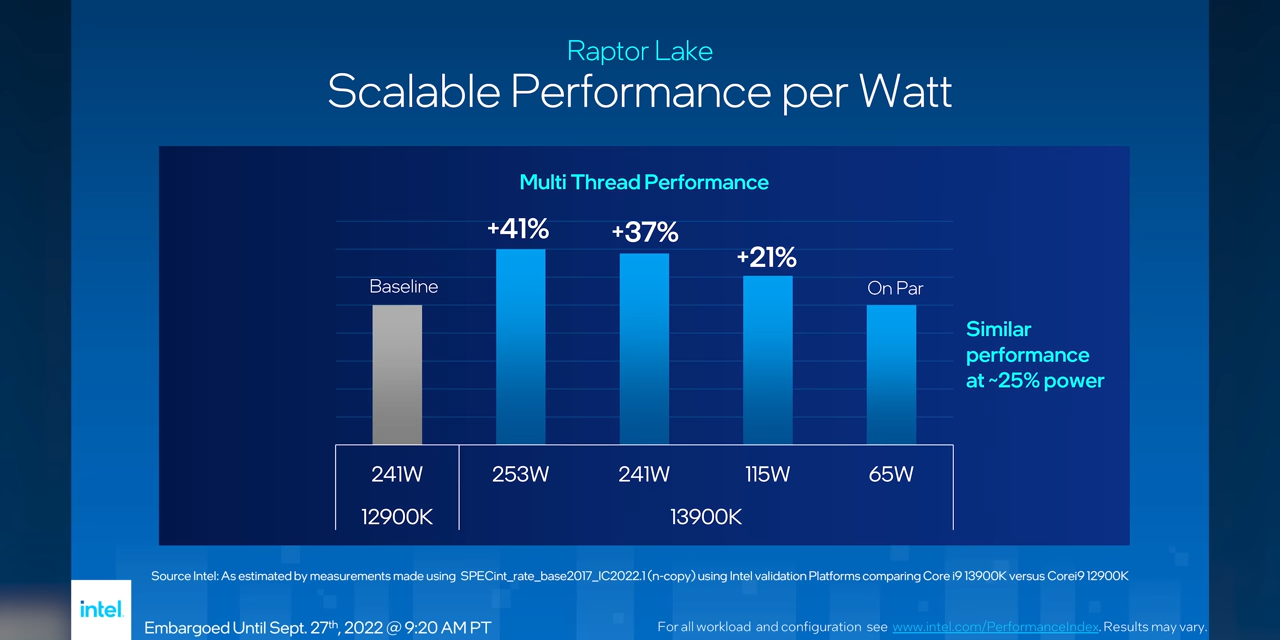 Raptor Lake
Scalable Performance per Watt
Multi Thread Performance
+41%
+37%
+21%
Baseline
On Par
Similar
performance
at ~25% power
241W 253W 241W 115W 65W
12900K 13900K
Source Intel: As estimated by measurements made using SPECint_rate_base2017_IC2022.1 (n-copy) using Intel validation Platforms comparing Core i9 13900K versus Corei9 12900K
intel.
Embargoed Until Sept. 27th, 2022 @ 9:20 AM PT
For all workload and configuration see www.intel.com/PerformanceIndex. Results may vary.